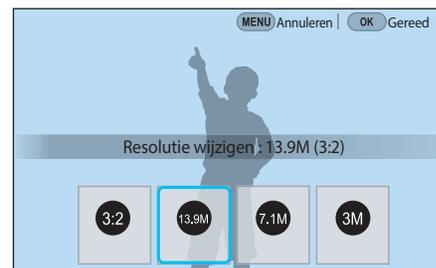 MENU Annuleren | OK Gereed
Resolutie wijzigen : 13.9M (3:2)
3:2 13.9M 7.1M 3M